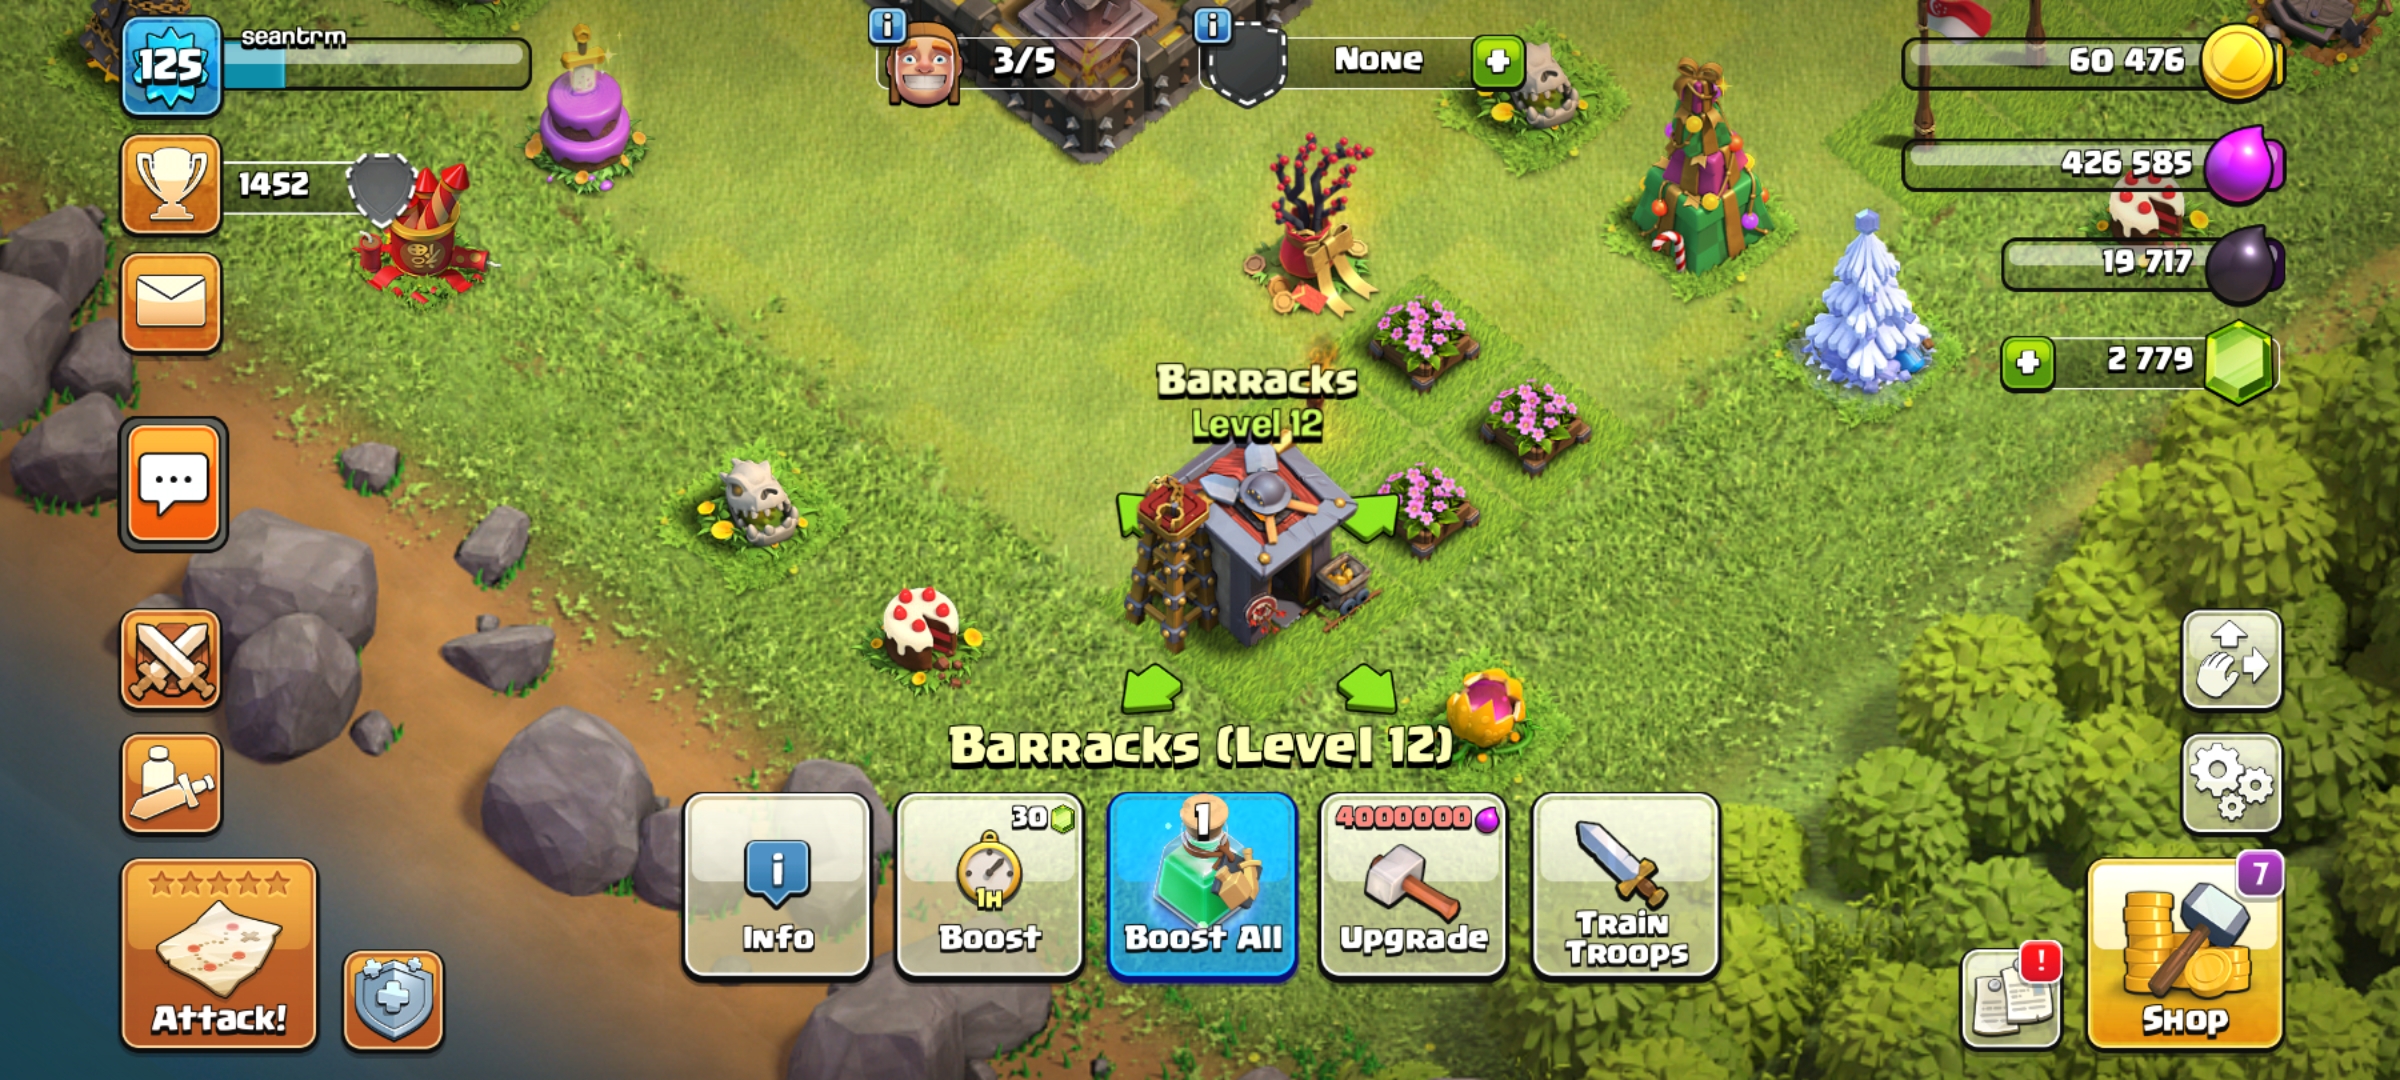 125
seantrm
3/5
None
60 476
1452
426 585
19 717
2 779
Barracks
Level 12
Barracks (Level 12)
Info
30
1H
Boost
1
Boost All
4000000
Upgrade
Train
Troops
Attack!
7
!
Shop